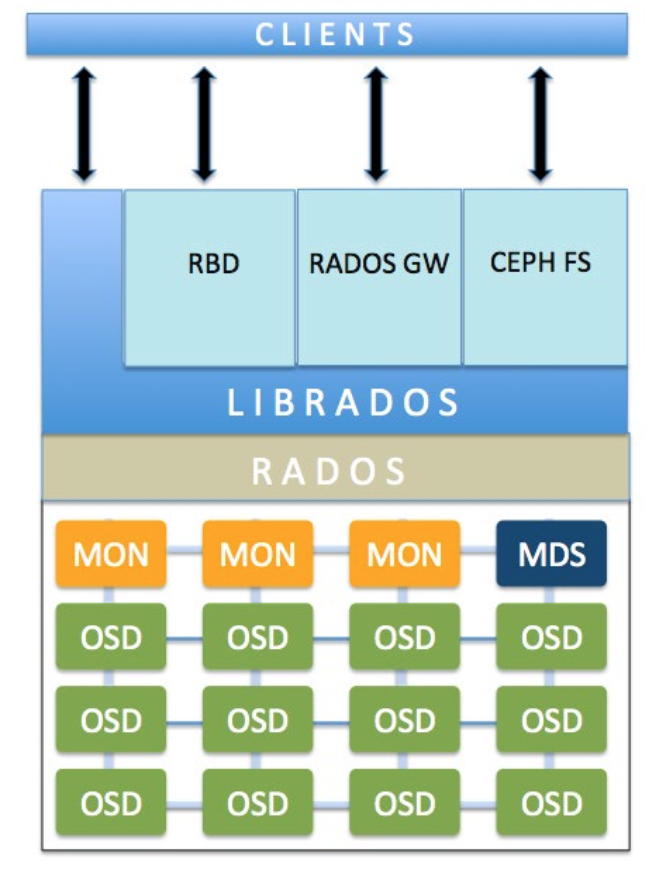 CLIENTS
RBD RADOS GW CEPH FS
LIBRADOS
RADOS
MON MON MON MDS
OSD OSD OSD OSD
OSD OSD OSD OSD
OSD OSD OSD OSD